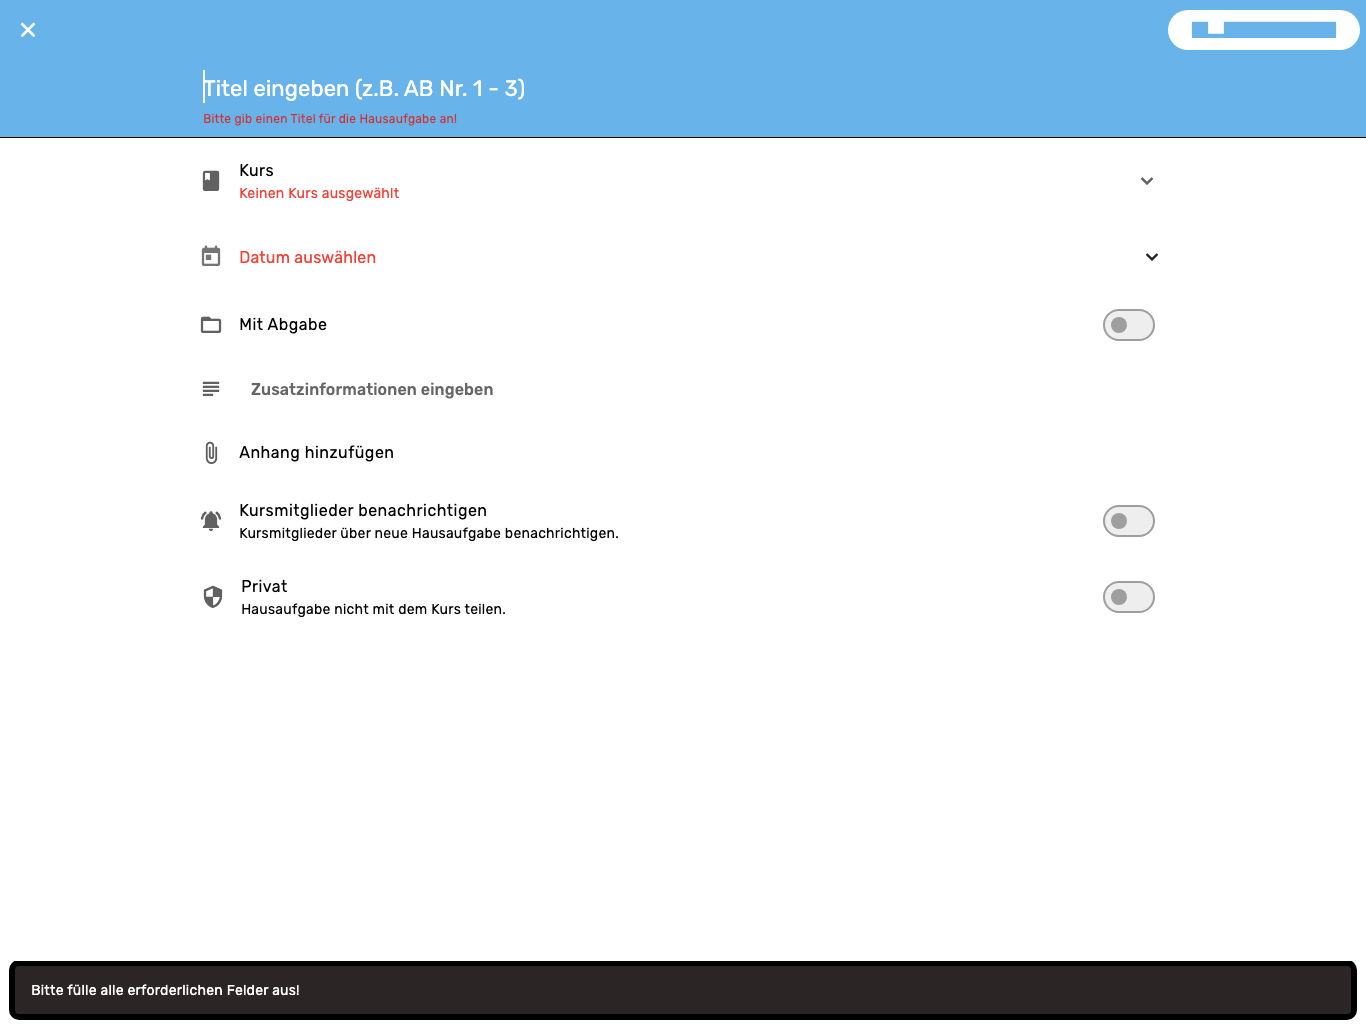 Titel eingeben (z.B. AB Nr. 1 - 3)
Bitte gib einen Titel für die Hausaufgabe an!
Kurs
Keinen Kurs ausgewählt
Datum auswählen
Mit Abgabe
Zusatzinformationen eingeben
Anhang hinzufügen
Kursmitglieder benachrichtigen
Kursmitglieder über neue Hausaufgabe benachrichtigen.
Privat
Hausaufgabe nicht mit dem Kurs teilen.
Bitte fülle alle erforderlichen Felder aus!